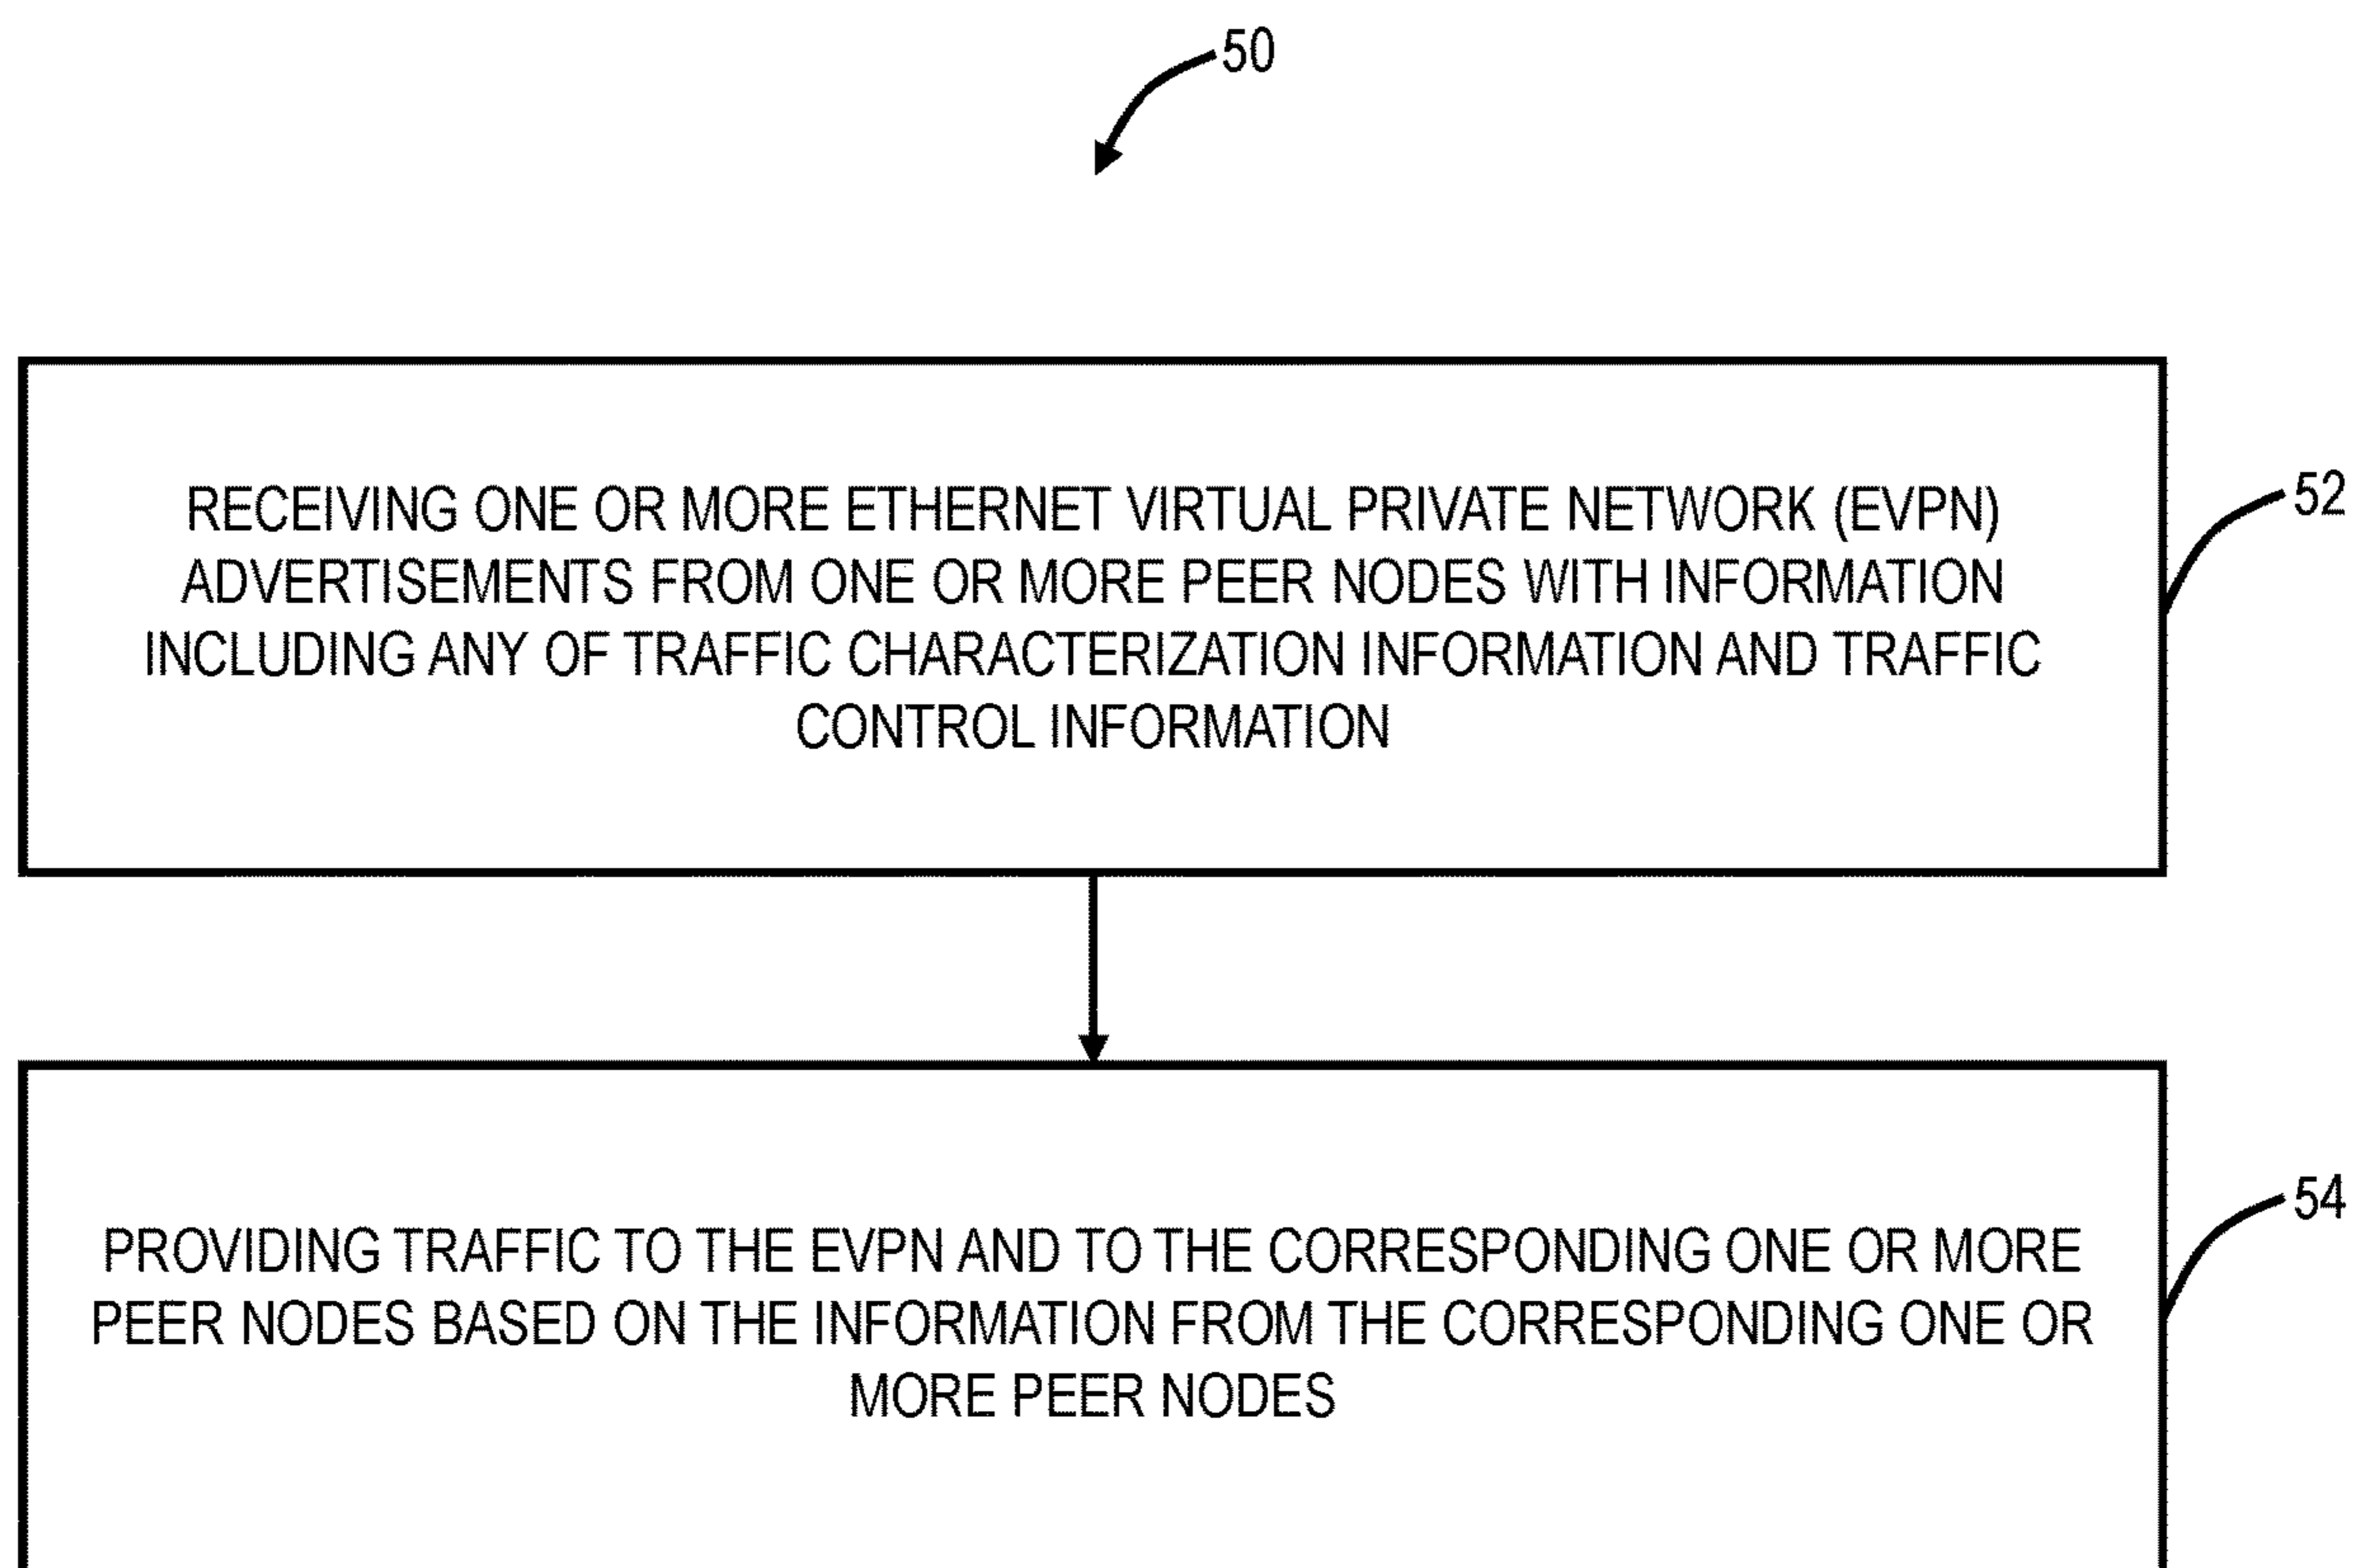 50
RECEIVING ONE OR MORE ETHERNET VIRTUAL PRIVATE NETWORK (EVPN)
ADVERTISEMENTS FROM ONE OR MORE PEER NODES WITH INFORMATION
INCLUDING ANY OF TRAFFIC CHARACTERIZATION INFORMATION AND TRAFFIC
CONTROL INFORMATION
52
PROVIDING TRAFFIC TO THE EVPN AND TO THE CORRESPONDING ONE OR MORE
PEER NODES BASED ON THE INFORMATION FROM THE CORRESPONDING ONE OR
MORE PEER NODES
54